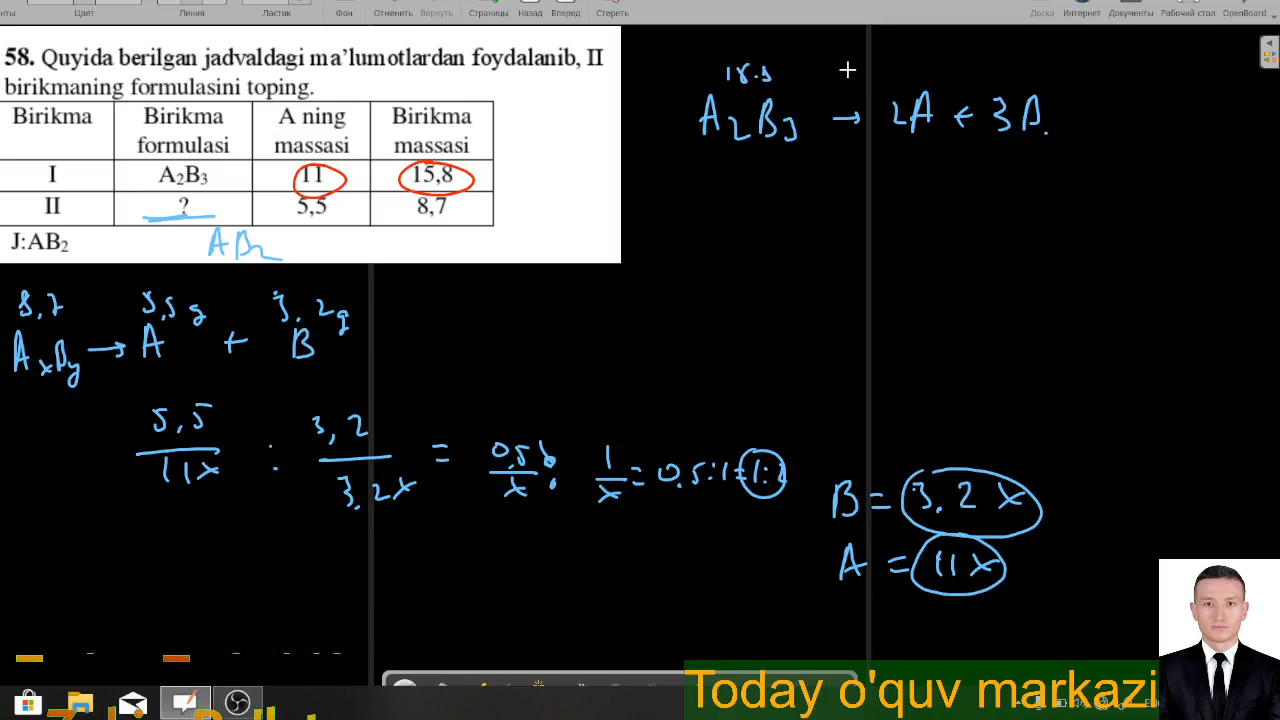 нты Цвет Линия Ластик Фон Отменить Вернуть Страницы Назад Вперед Стереть Доска Интернет Документы Рабочий стол OpenBoard
58. Quyida berilgan jadvaldagi ma’lumotlardan foydalanib, II
birikmaning formulasini toping.
Birikma Birikma formulasi A ning massasi Birikma massasi
I A₂B₃ 11 15,8
II ? 5,5 8,7
J:AB₂
AB₂
A₂B₃ → 2A + 3B
8,7 5,5 g 3,2 g
AₓBᵧ → A + B
5,5/11x : 3,2/3,2x = 0,5/x : 1/x = 0,5:1 = 1:2
B = 3,2x
A = 11x
Today o'quv markazi